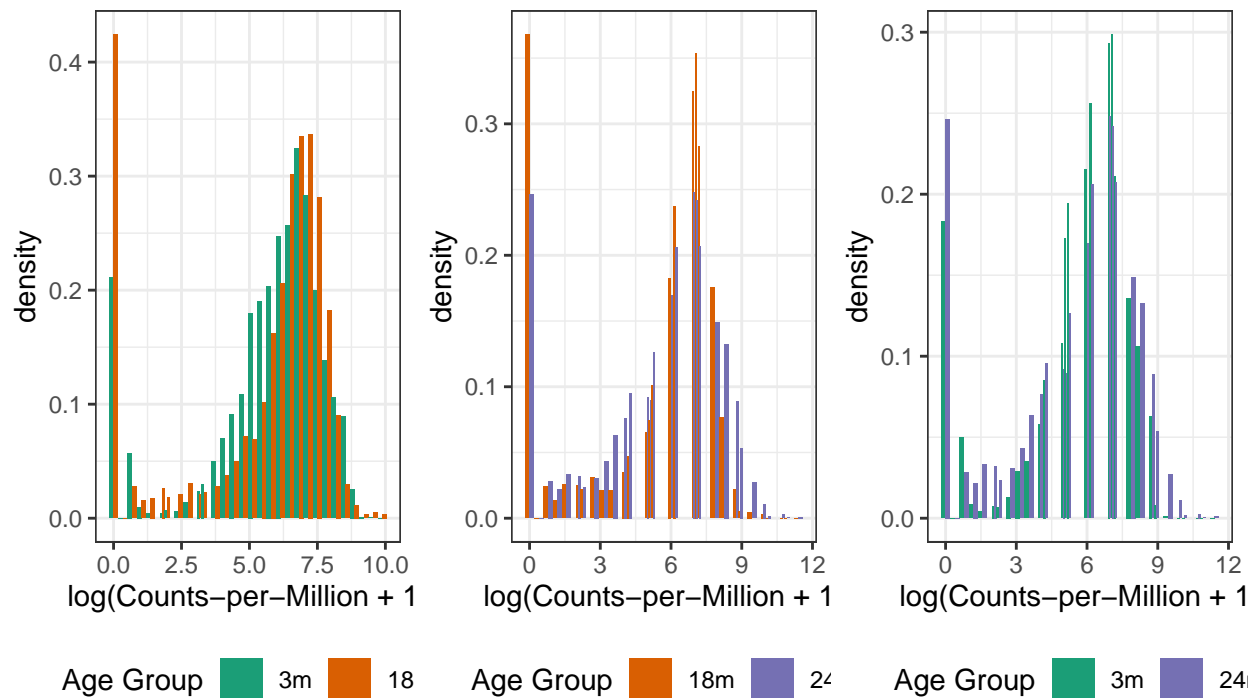 0.4
0.3
0.2
0.1
0.0
density
0.0 2.5 5.0 7.5 10.0
log(Counts−per−Million + 1
Age Group 3m 18
0.3
0.2
0.1
0.0
density
0 3 6 9 12
log(Counts−per−Million + 1
Age Group 18m 24
0.3
0.2
0.1
0.0
density
0 3 6 9 12
log(Counts−per−Million + 1
Age Group 3m 24